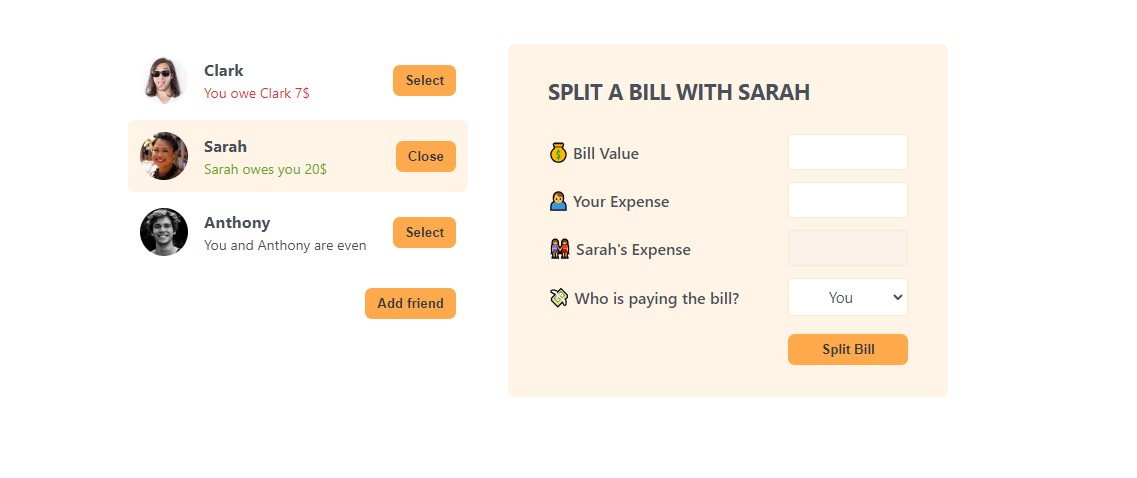 Clark
You owe Clark 7$
Select
Sarah
Sarah owes you 20$
Close
Anthony
You and Anthony are even
Select
Add friend
SPLIT A BILL WITH SARAH
💰 Bill Value
🙍‍♂️ Your Expense
👭 Sarah's Expense
💸 Who is paying the bill?
You
Split Bill